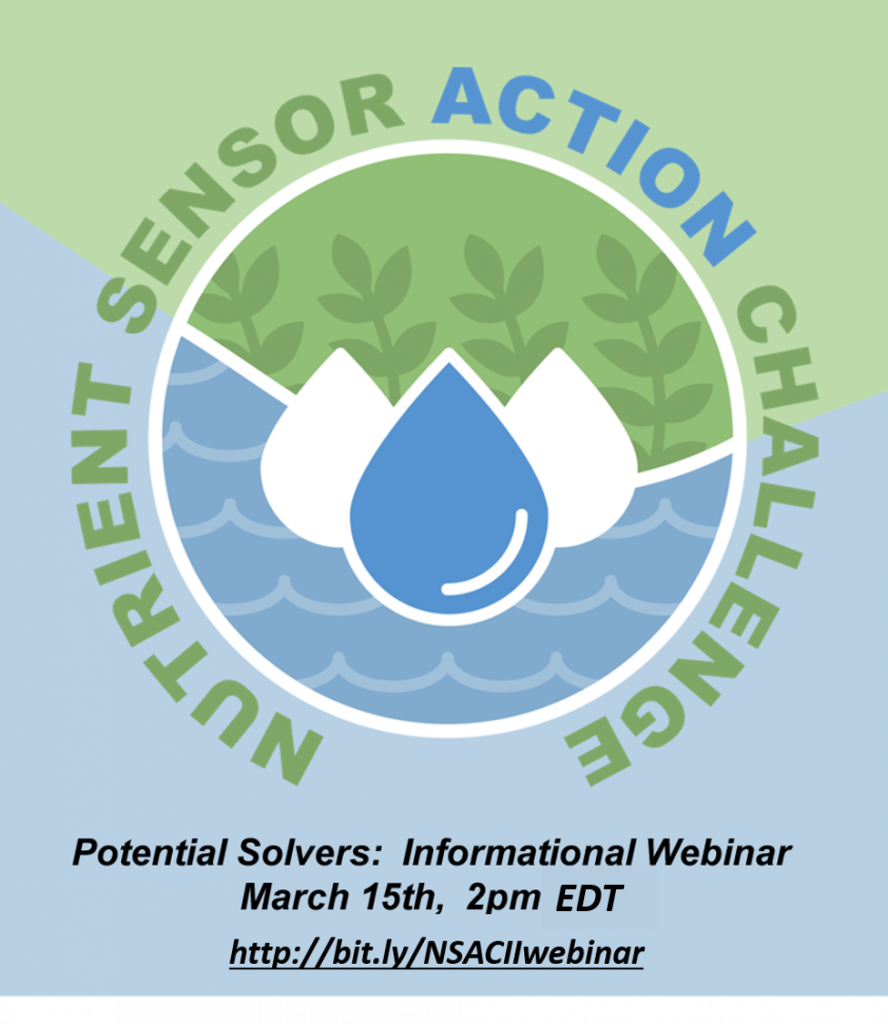 NUTRIENT SENSOR ACTION CHALLENGE
Potential Solvers: Informational Webinar
March 15th, 2pm EDT
http://bit.ly/NSACIIwebinar